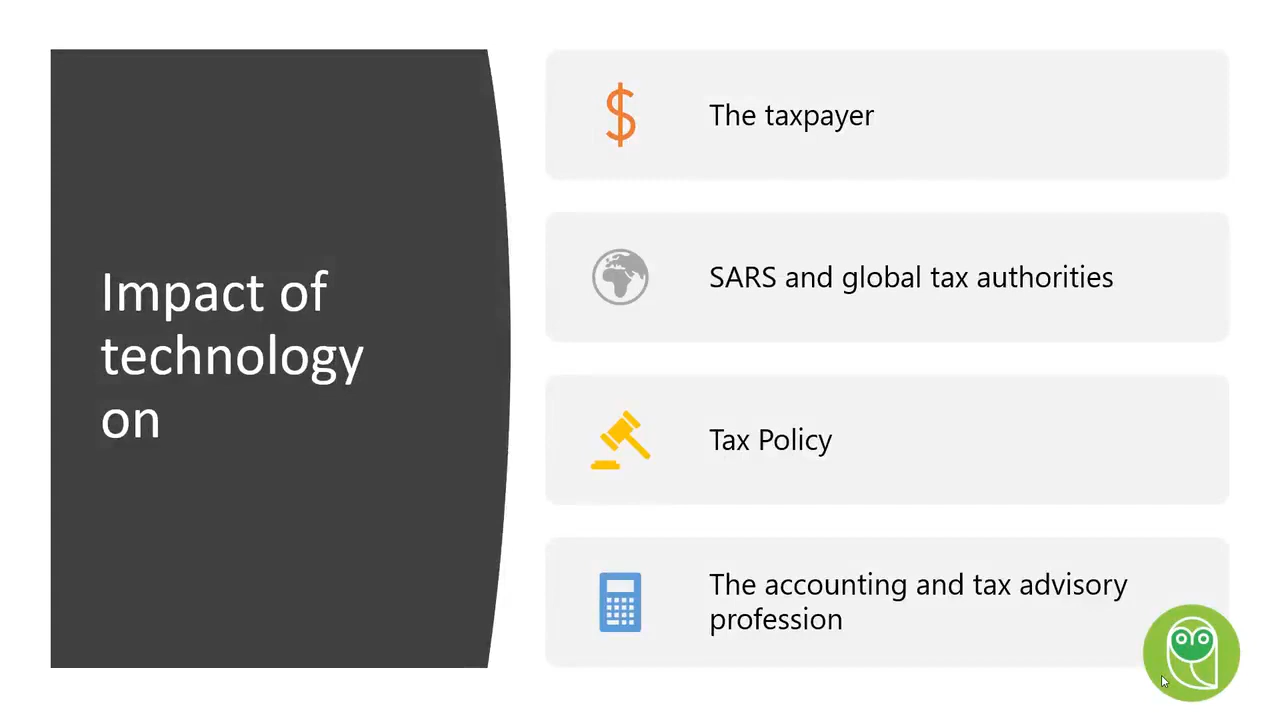 Impact of
technology
on
The taxpayer
SARS and global tax authorities
Tax Policy
The accounting and tax advisory
profession